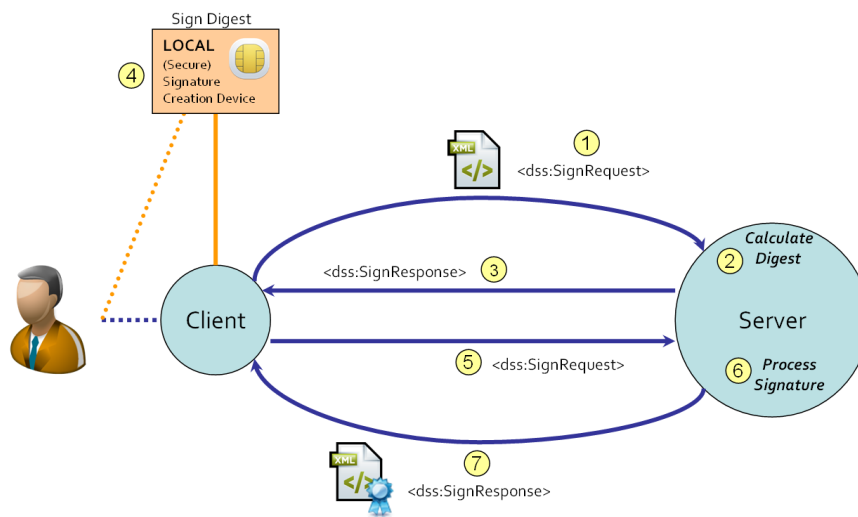 Sign Digest
LOCAL
(Secure)
Signature
Creation Device
4
XML
</>
1
<dss:SignRequest>
Calculate
2
Digest
<dss:SignResponse>
3
Client
Server
5
<dss:SignRequest>
6
Process
Signature
XML
</>
7
<dss:SignResponse>